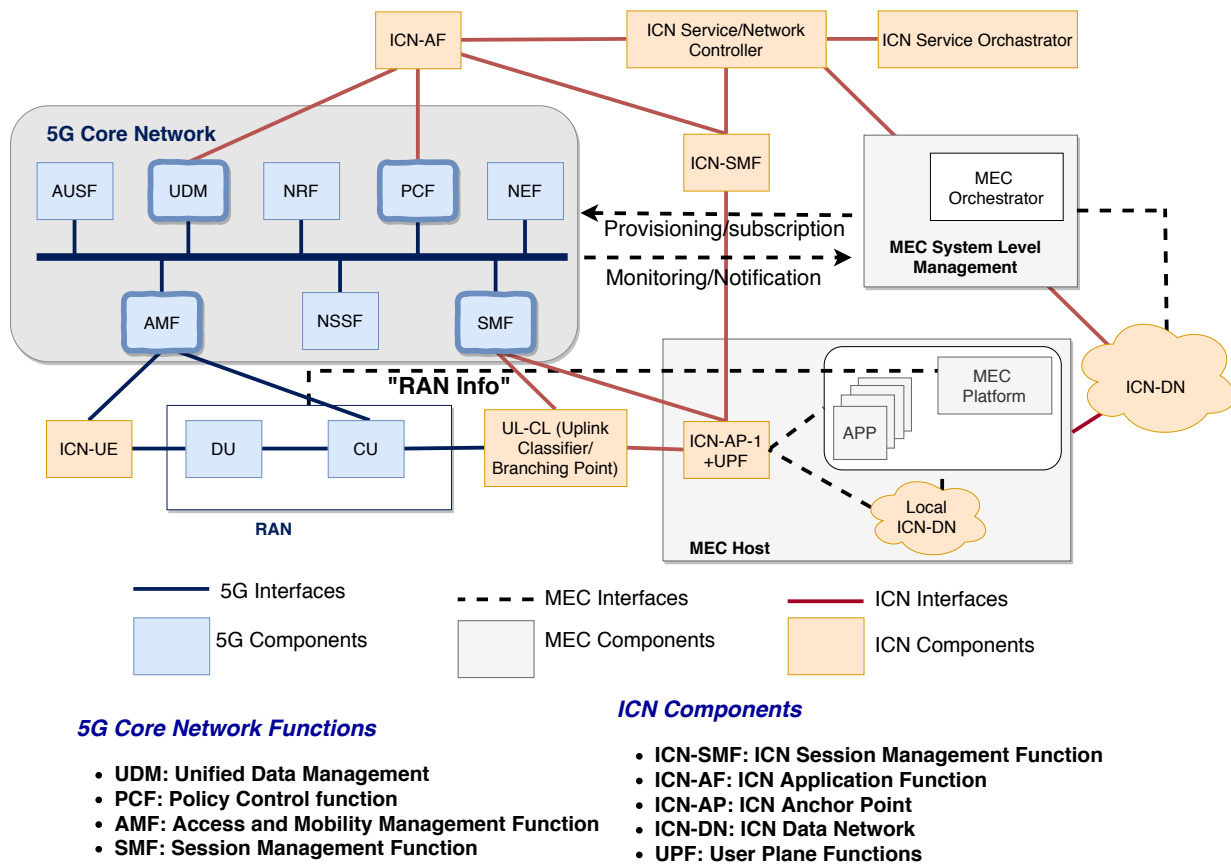 ICN-AF
ICN Service/Network
Controller
ICN Service Orchastrator
5G Core Network
AUSF
UDM
NRF
PCF
NEF
ICN-SMF
MEC
Orchestrator
MEC System Level
Management
Provisioning/subscription
Monitoring/Notification
AMF
NSSF
SMF
"RAN Info"
ICN-UE
DU
CU
RAN
UL-CL (Uplink
Classifier/
Branching Point)
ICN-AP-1
+UPF
APP
MEC
Platform
Local
ICN-DN
MEC Host
ICN-DN
5G Interfaces
MEC Interfaces
ICN Interfaces
5G Components
MEC Components
ICN Components
5G Core Network Functions
• UDM: Unified Data Management
• PCF: Policy Control function
• AMF: Access and Mobility Management Function
• SMF: Session Management Function
ICN Components
• ICN-SMF: ICN Session Management Function
• ICN-AF: ICN Application Function
• ICN-AP: ICN Anchor Point
• ICN-DN: ICN Data Network
• UPF: User Plane Functions